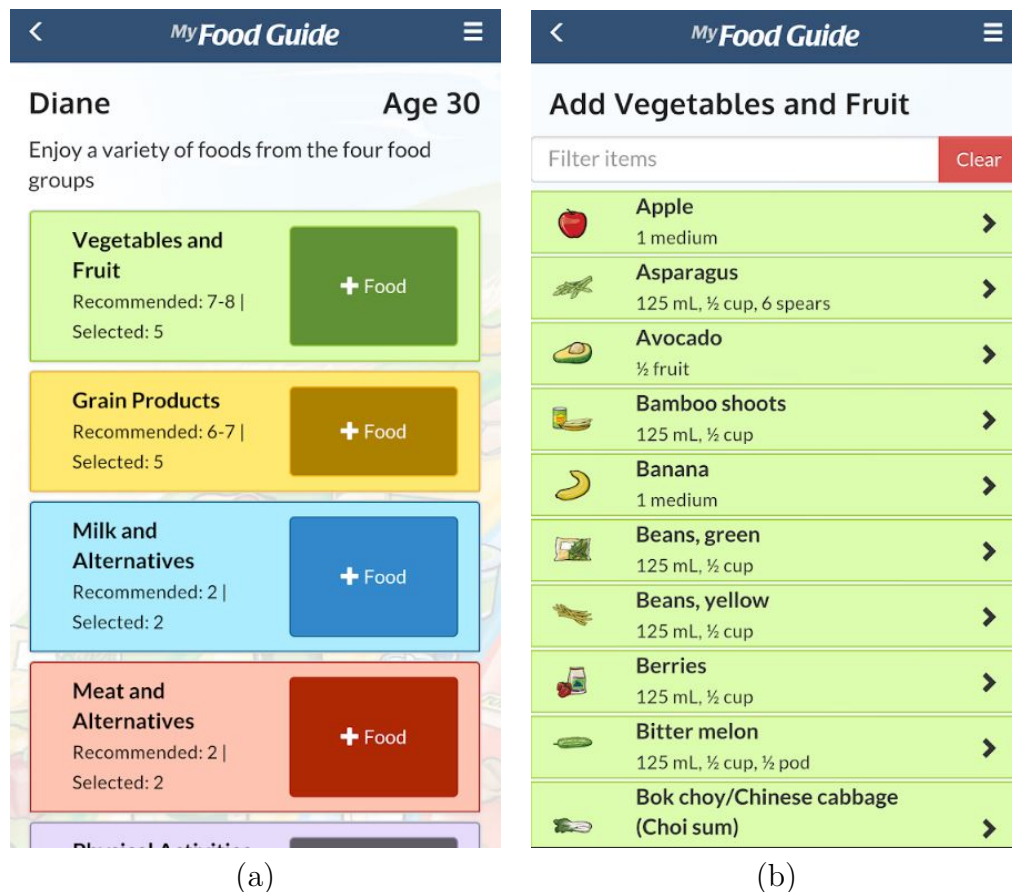 My Food Guide
Diane Age 30
Enjoy a variety of foods from the four food
groups
Vegetables and
Fruit
Recommended: 7-8 |
Selected: 5
+ Food
Grain Products
Recommended: 6-7 |
Selected: 5
+ Food
Milk and
Alternatives
Recommended: 2 |
Selected: 2
+ Food
Meat and
Alternatives
Recommended: 2 |
Selected: 2
+ Food
(a)
My Food Guide
Add Vegetables and Fruit
Filter items Clear
Apple
1 medium
Asparagus
125 mL, ½ cup, 6 spears
Avocado
½ fruit
Bamboo shoots
125 mL, ½ cup
Banana
1 medium
Beans, green
125 mL, ½ cup
Beans, yellow
125 mL, ½ cup
Berries
125 mL, ½ cup
Bitter melon
125 mL, ½ cup, ½ pod
Bok choy/Chinese cabbage
(Choi sum)
(b)